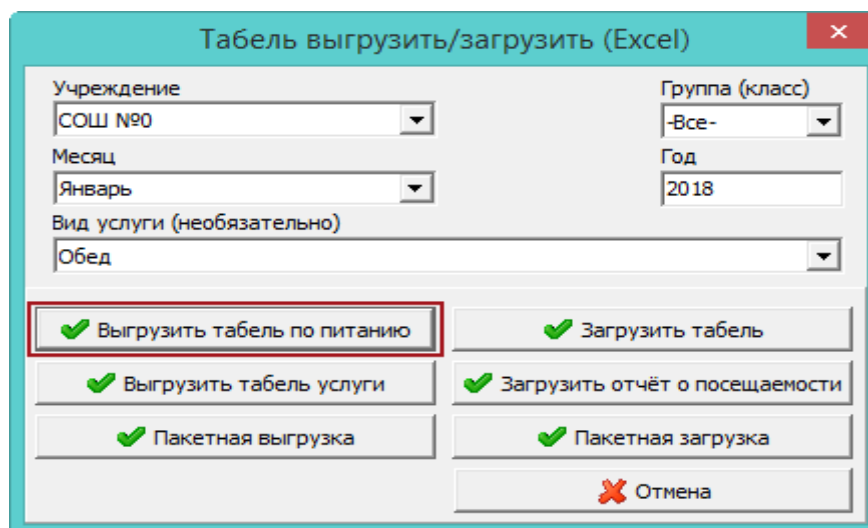 Табель выгрузить/загрузить (Excel)
Учреждение
Группа (класс)
СОШ №0
-Все-
Месяц
Год
Январь
2018
Вид услуги (необязательно)
Обед
Выгрузить табель по питанию
Загрузить табель
Выгрузить табель услуги
Загрузить отчёт о посещаемости
Пакетная выгрузка
Пакетная загрузка
Отмена